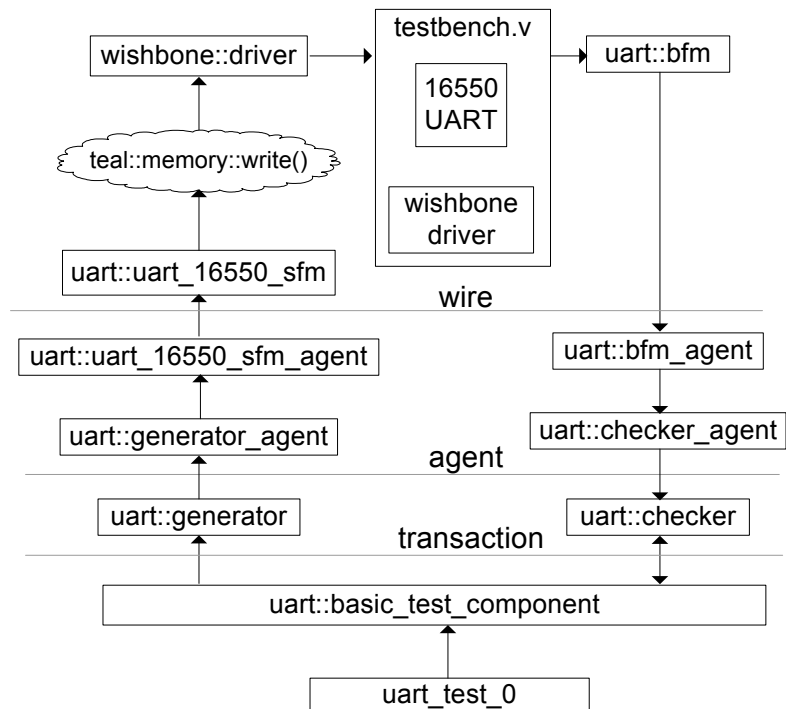 wishbone::driver
testbench.v
uart::bfm
16550
UART
teal::memory::write()
wishbone
driver
uart::uart_16550_sfm
wire
uart::uart_16550_sfm_agent
uart::bfm_agent
uart::generator_agent
uart::checker_agent
agent
uart::generator
uart::checker
transaction
uart::basic_test_component
uart_test_0